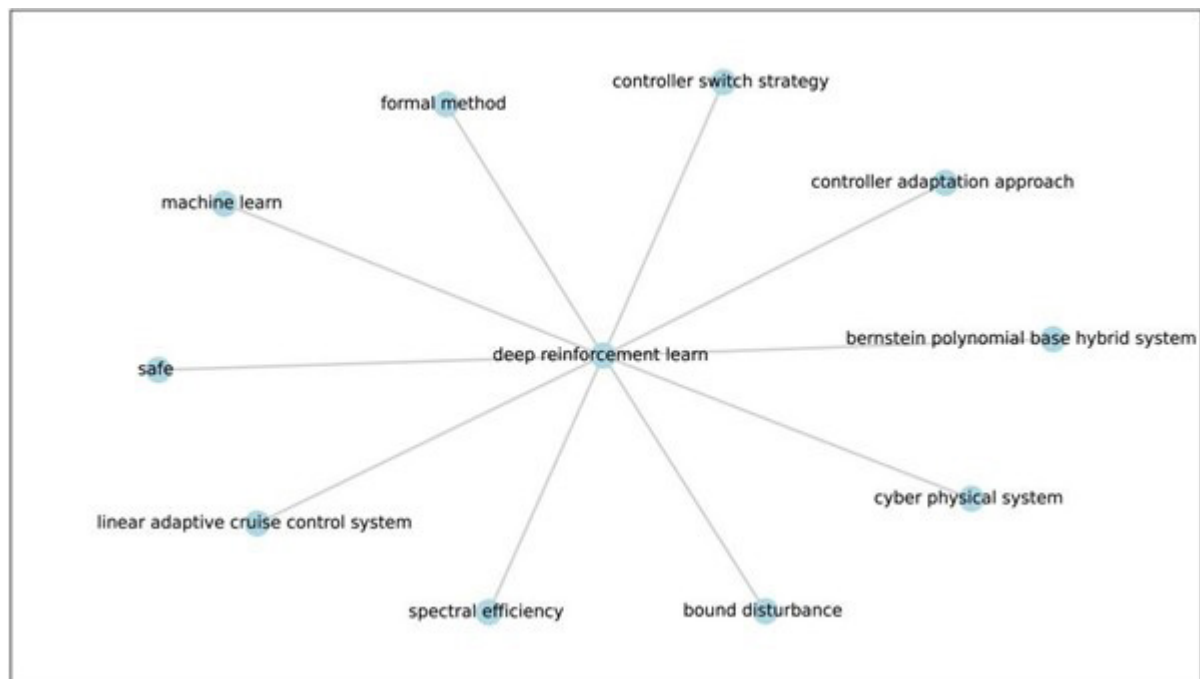 controller switch strategy
formal method
controller adaptation approach
machine learn
bernstein polynomial base hybrid system
deep reinforcement learn
safe
cyber physical system
linear adaptive cruise control system
spectral efficiency
bound disturbance